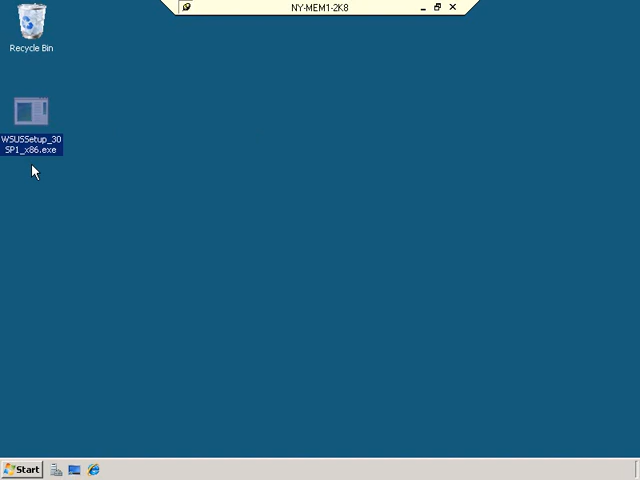 NY-MEM1-2K8
Recycle Bin
WSUSSetup_30
SP1_x86.exe
Start